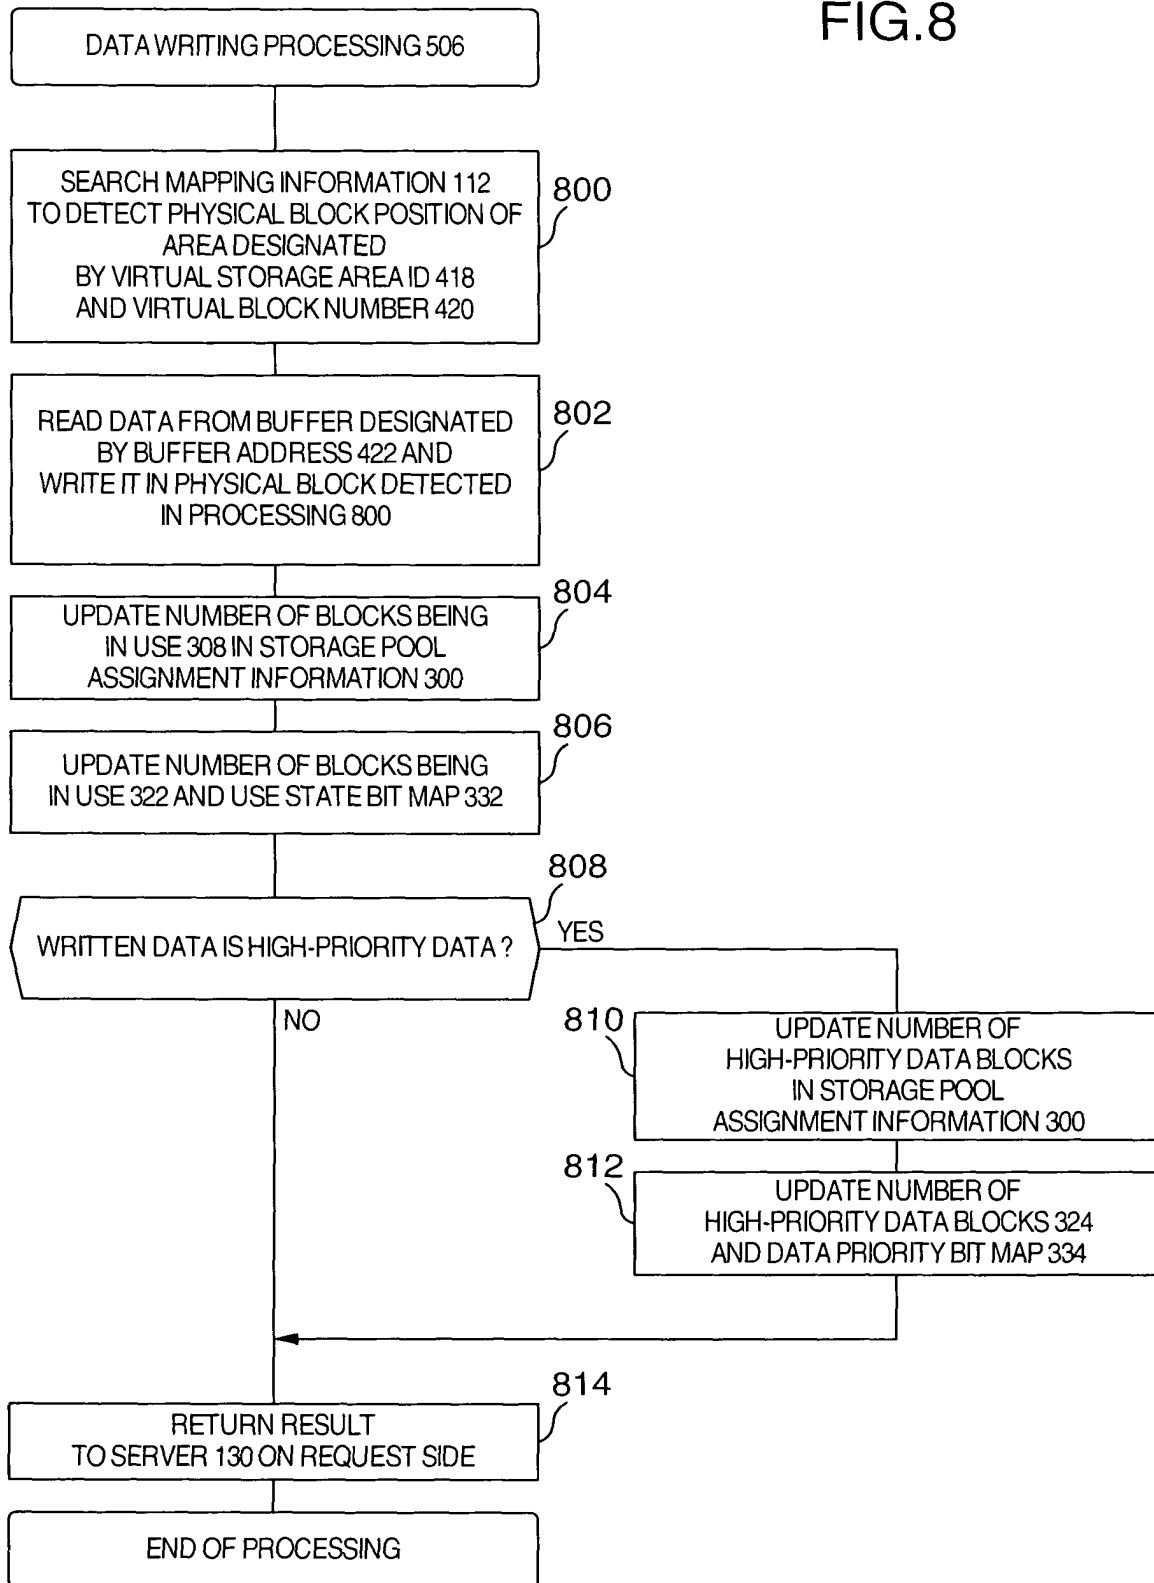 FIG.8
DATA WRITING PROCESSING 506
800
SEARCH MAPPING INFORMATION 112
TO DETECT PHYSICAL BLOCK POSITION OF
AREA DESIGNATED
BY VIRTUAL STORAGE AREA ID 418
AND VIRTUAL BLOCK NUMBER 420
802
READ DATA FROM BUFFER DESIGNATED
BY BUFFER ADDRESS 422 AND
WRITE IT IN PHYSICAL BLOCK DETECTED
IN PROCESSING 800
804
UPDATE NUMBER OF BLOCKS BEING
IN USE 308 IN STORAGE POOL
ASSIGNMENT INFORMATION 300
806
UPDATE NUMBER OF BLOCKS BEING
IN USE 322 AND USE STATE BIT MAP 332
808
WRITTEN DATA IS HIGH-PRIORITY DATA ?
YES
NO
810
UPDATE NUMBER OF
HIGH-PRIORITY DATA BLOCKS
IN STORAGE POOL
ASSIGNMENT INFORMATION 300
812
UPDATE NUMBER OF
HIGH-PRIORITY DATA BLOCKS 324
AND DATA PRIORITY BIT MAP 334
814
RETURN RESULT
TO SERVER 130 ON REQUEST SIDE
END OF PROCESSING